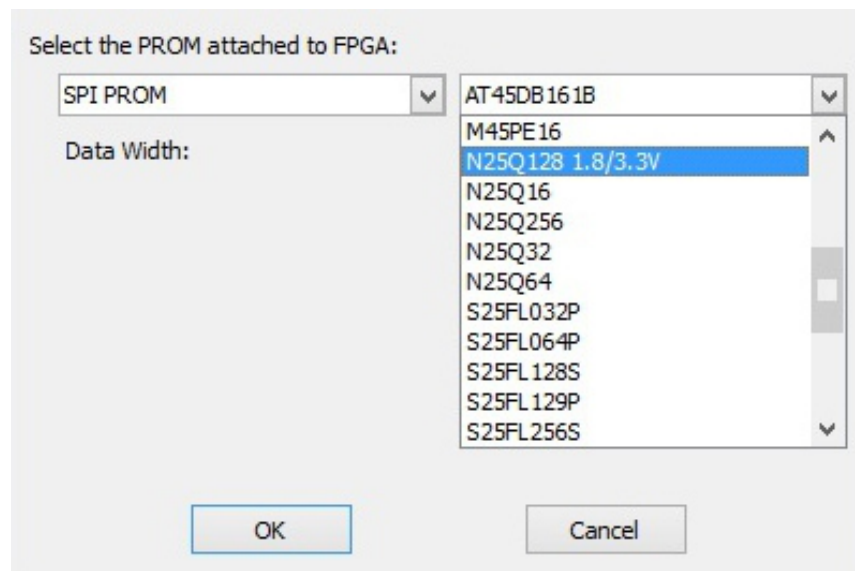 Select the PROM attached to FPGA:
SPI PROM
AT45DB161B
Data Width:
M45PE16
N25Q128 1.8/3.3V
N25Q16
N25Q256
N25Q32
N25Q64
S25FL032P
S25FL064P
S25FL128S
S25FL129P
S25FL256S
OK
Cancel